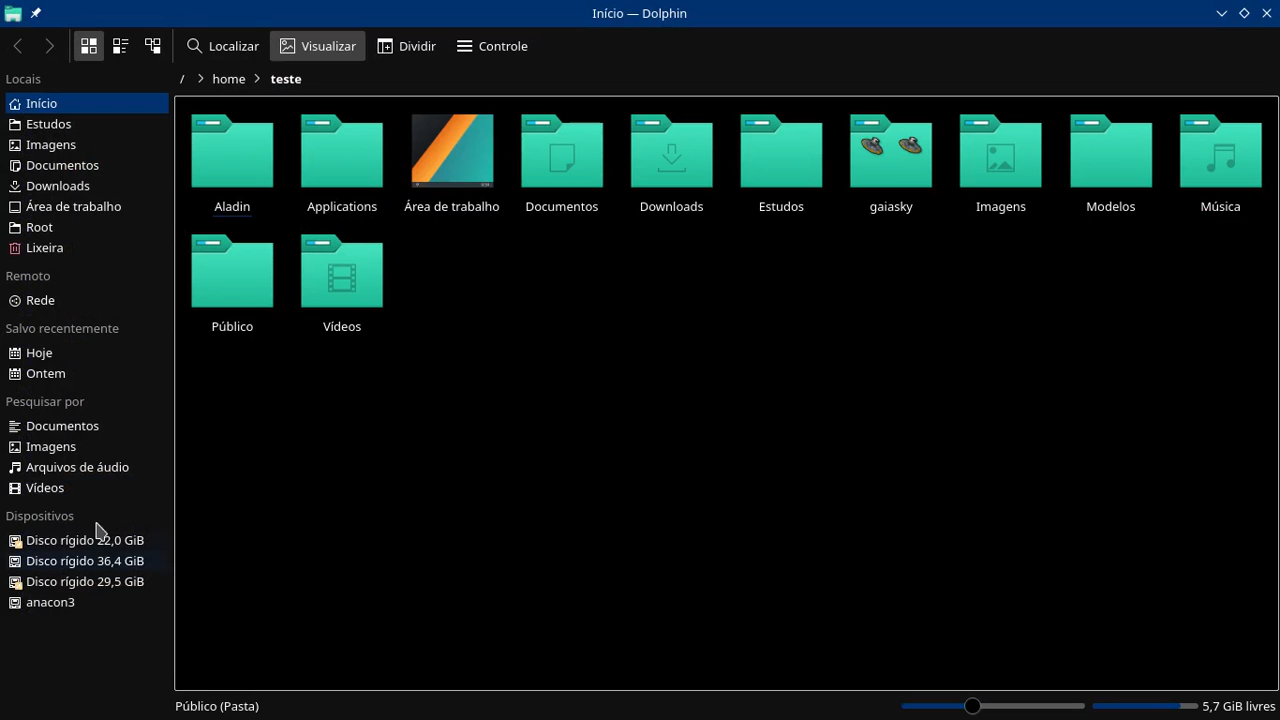 Início — Dolphin
Localizar Visualizar Dividir Controle
Locais
/ home teste
Início
Estudos
Imagens
Documentos
Downloads
Área de trabalho
Root
Lixeira
Remoto
Rede
Salvo recentemente
Hoje
Ontem
Pesquisar por
Documentos
Imagens
Arquivos de áudio
Vídeos
Dispositivos
Disco rígido 22,0 GiB
Disco rígido 36,4 GiB
Disco rígido 29,5 GiB
anacon3
Aladin Applications Área de trabalho Documentos Downloads Estudos gaiasky Imagens Modelos Música
Público Vídeos
Público (Pasta)
5,7 GiB livres